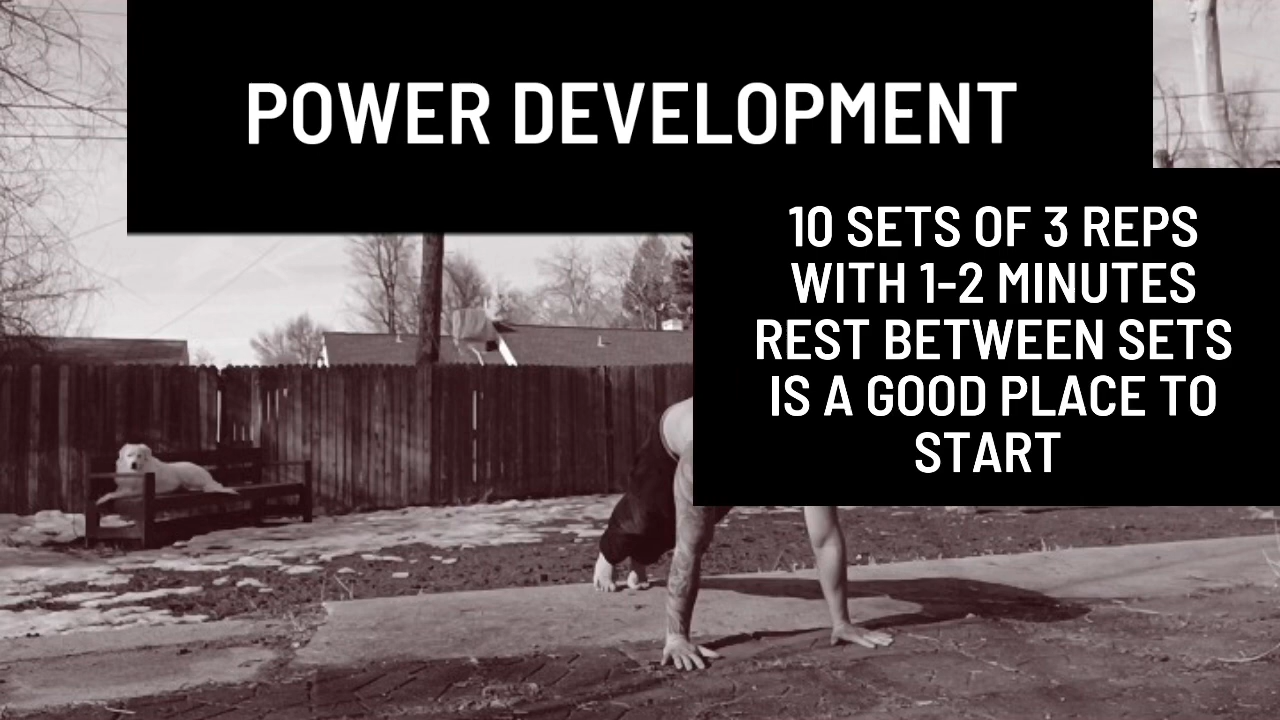 POWER DEVELOPMENT
10 SETS OF 3 REPS
WITH 1-2 MINUTES
REST BETWEEN SETS
IS A GOOD PLACE TO
START